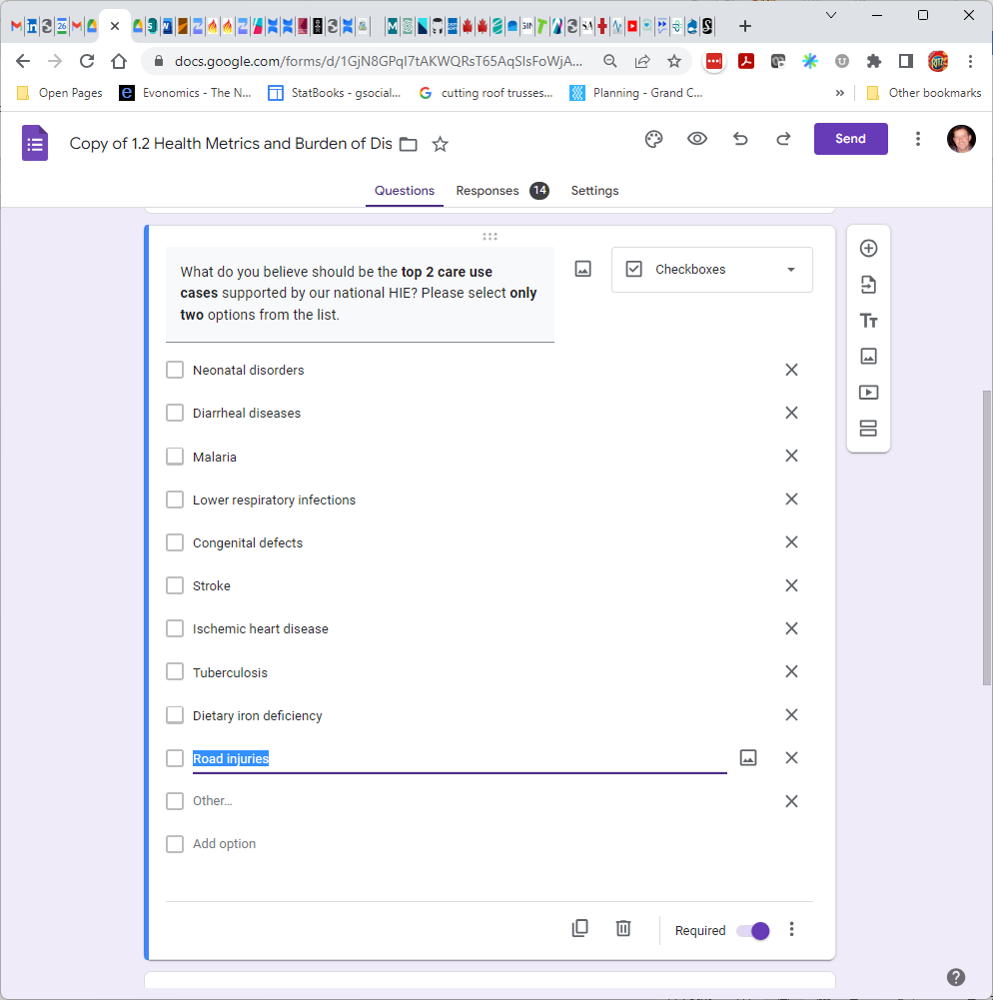 docs.google.com/forms/d/1GjN8GPqI7tAKWQRsT65AqSlsFoWjA...
Open Pages
Evonomics - The N...
StatBooks - gsocial...
cutting roof trusses...
Planning - Grand C...
»
Other bookmarks
Copy of 1.2 Health Metrics and Burden of Dis
Send
Questions
Responses 14
Settings
What do you believe should be the top 2 care use
cases supported by our national HIE? Please select only
two options from the list.
Checkboxes
Neonatal disorders
Diarrheal diseases
Malaria
Lower respiratory infections
Congenital defects
Stroke
Ischemic heart disease
Tuberculosis
Dietary iron deficiency
Road injuries
Other...
Add option
Required